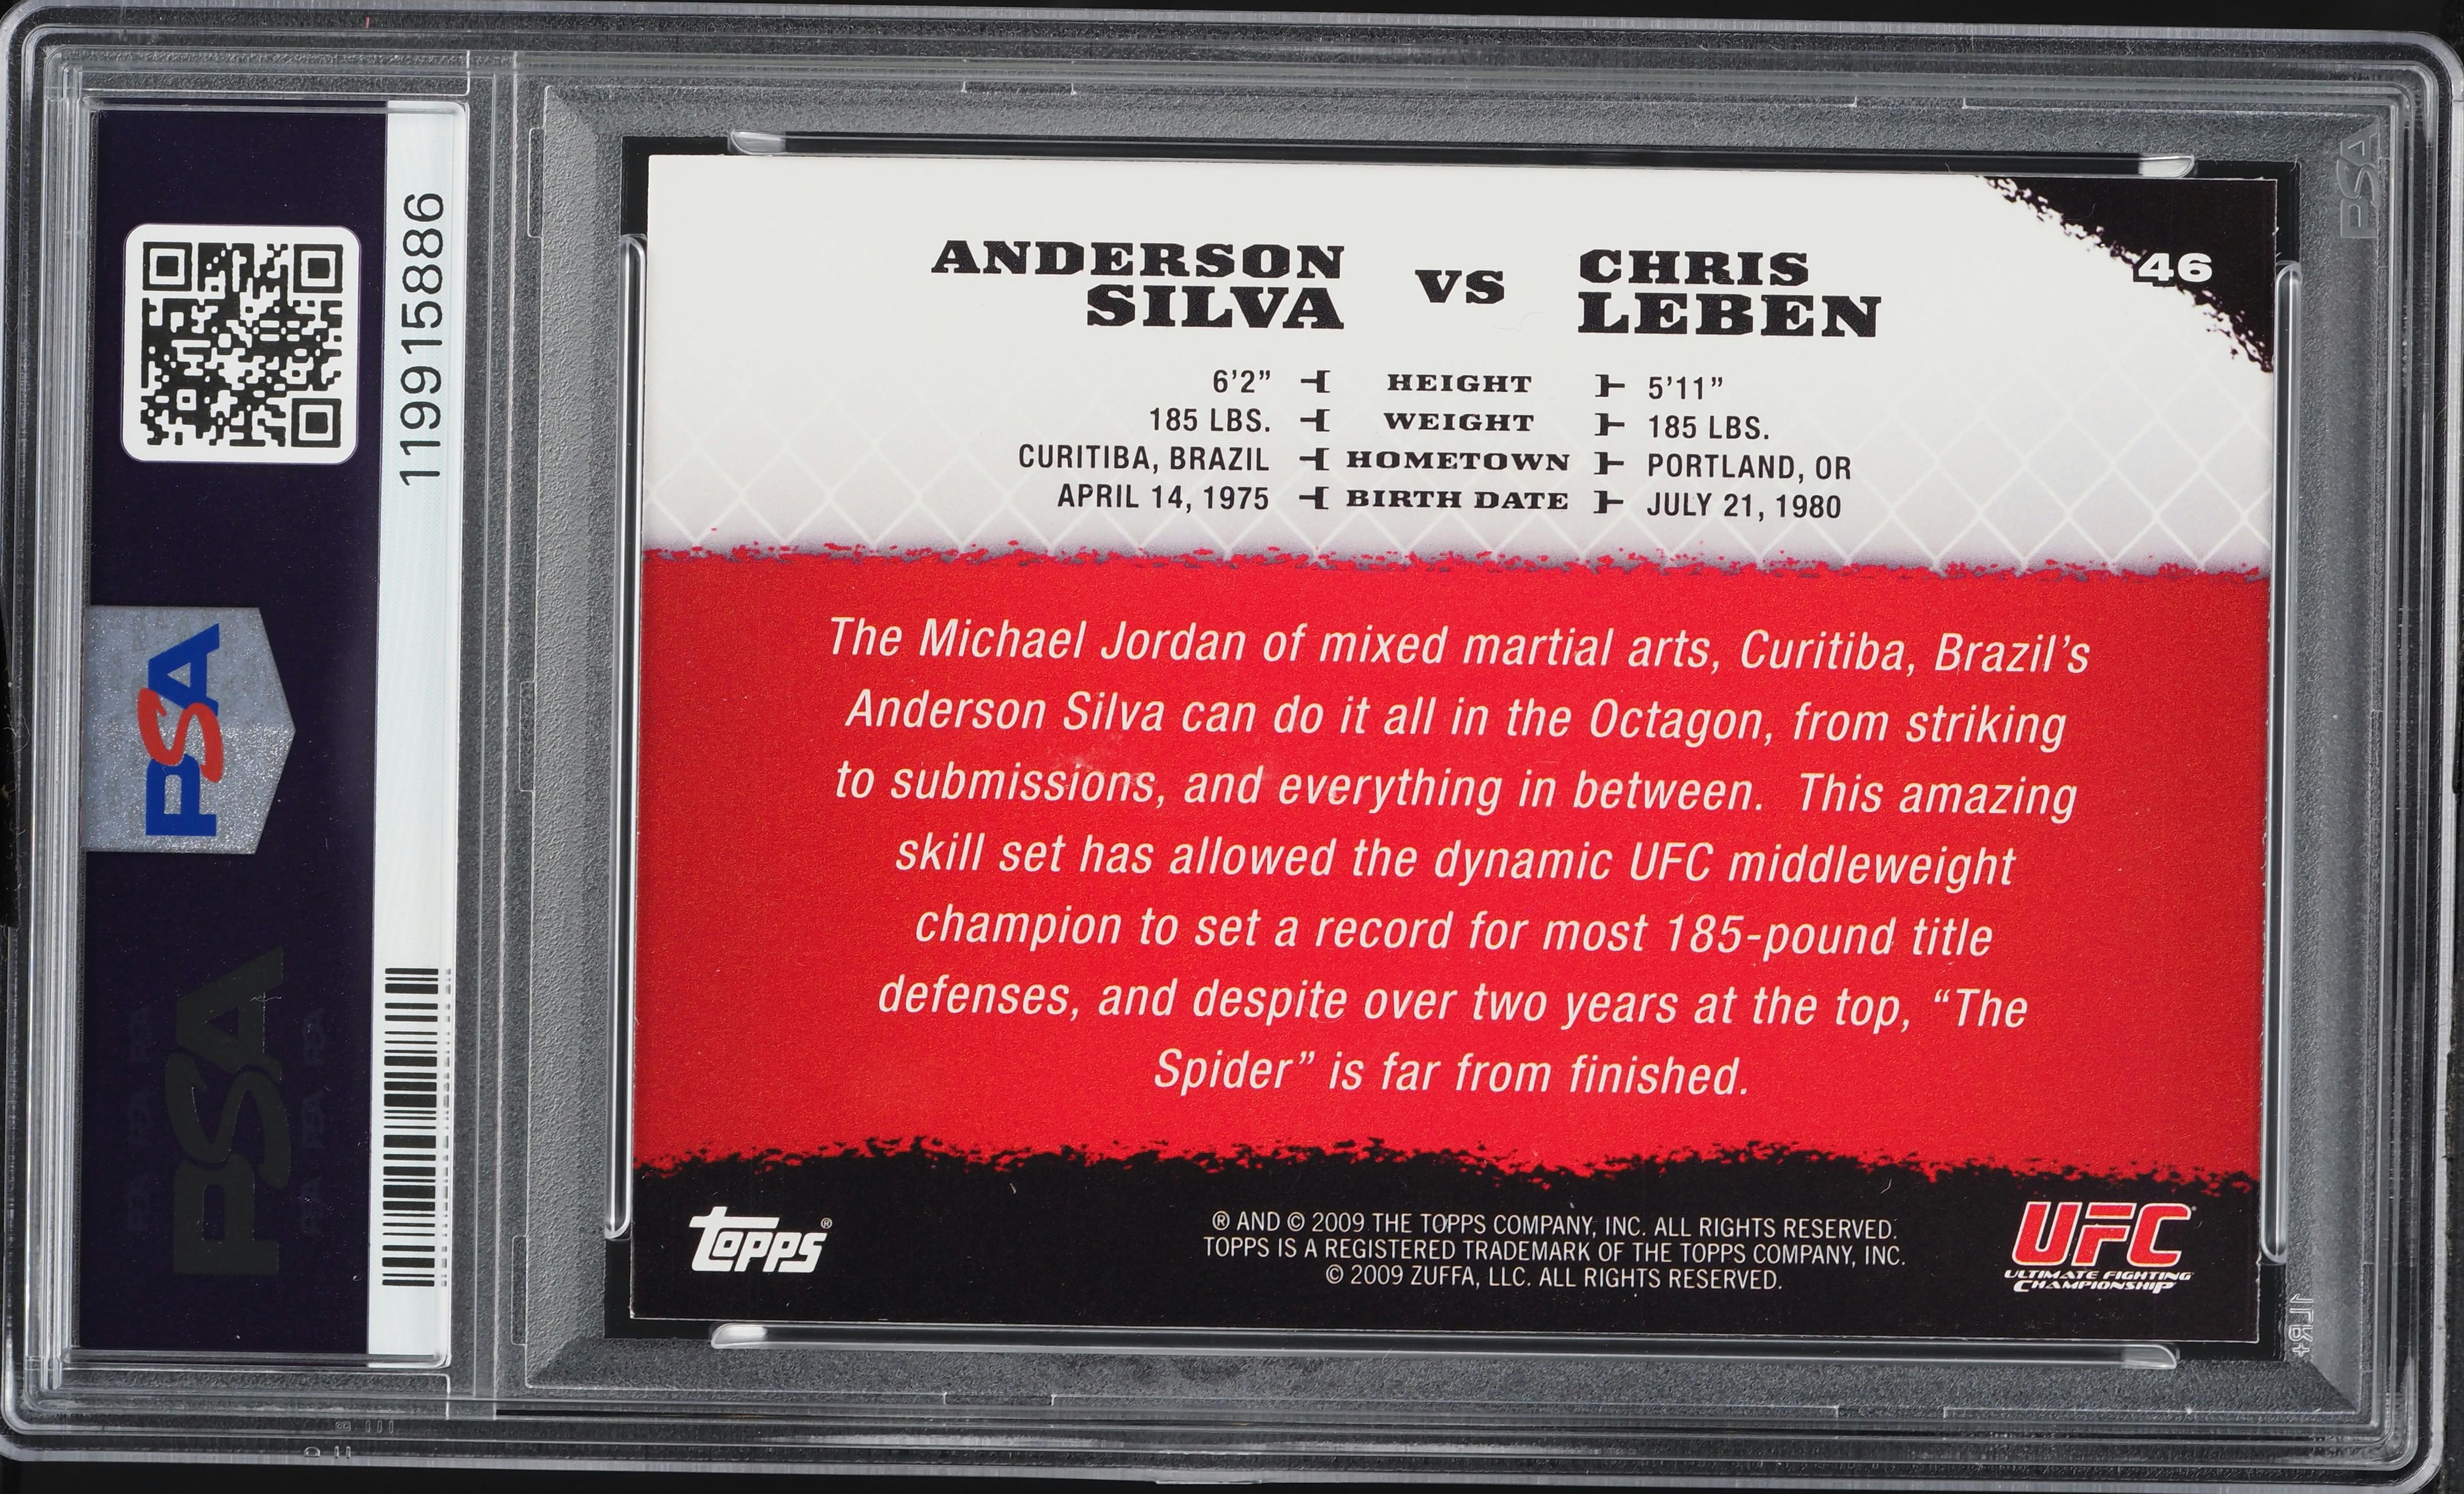 119915886
PSA
PSA
PSA
ANDERSON SILVA VS CHRIS LEBEN
46
6'2" HEIGHT 5'11"
185 LBS. WEIGHT 185 LBS.
CURITIBA, BRAZIL HOMETOWN PORTLAND, OR
APRIL 14, 1975 BIRTH DATE JULY 21, 1980
The Michael Jordan of mixed martial arts, Curitiba, Brazil's
Anderson Silva can do it all in the Octagon, from striking
to submissions, and everything in between. This amazing
skill set has allowed the dynamic UFC middleweight
champion to set a record for most 185-pound title
defenses, and despite over two years at the top, “The
Spider” is far from finished.
topps®
® AND © 2009 THE TOPPS COMPANY, INC. ALL RIGHTS RESERVED.
TOPPS IS A REGISTERED TRADEMARK OF THE TOPPS COMPANY, INC.
© 2009 ZUFFA, LLC. ALL RIGHTS RESERVED.
UFC
ULTIMATE FIGHTING
CHAMPIONSHIP